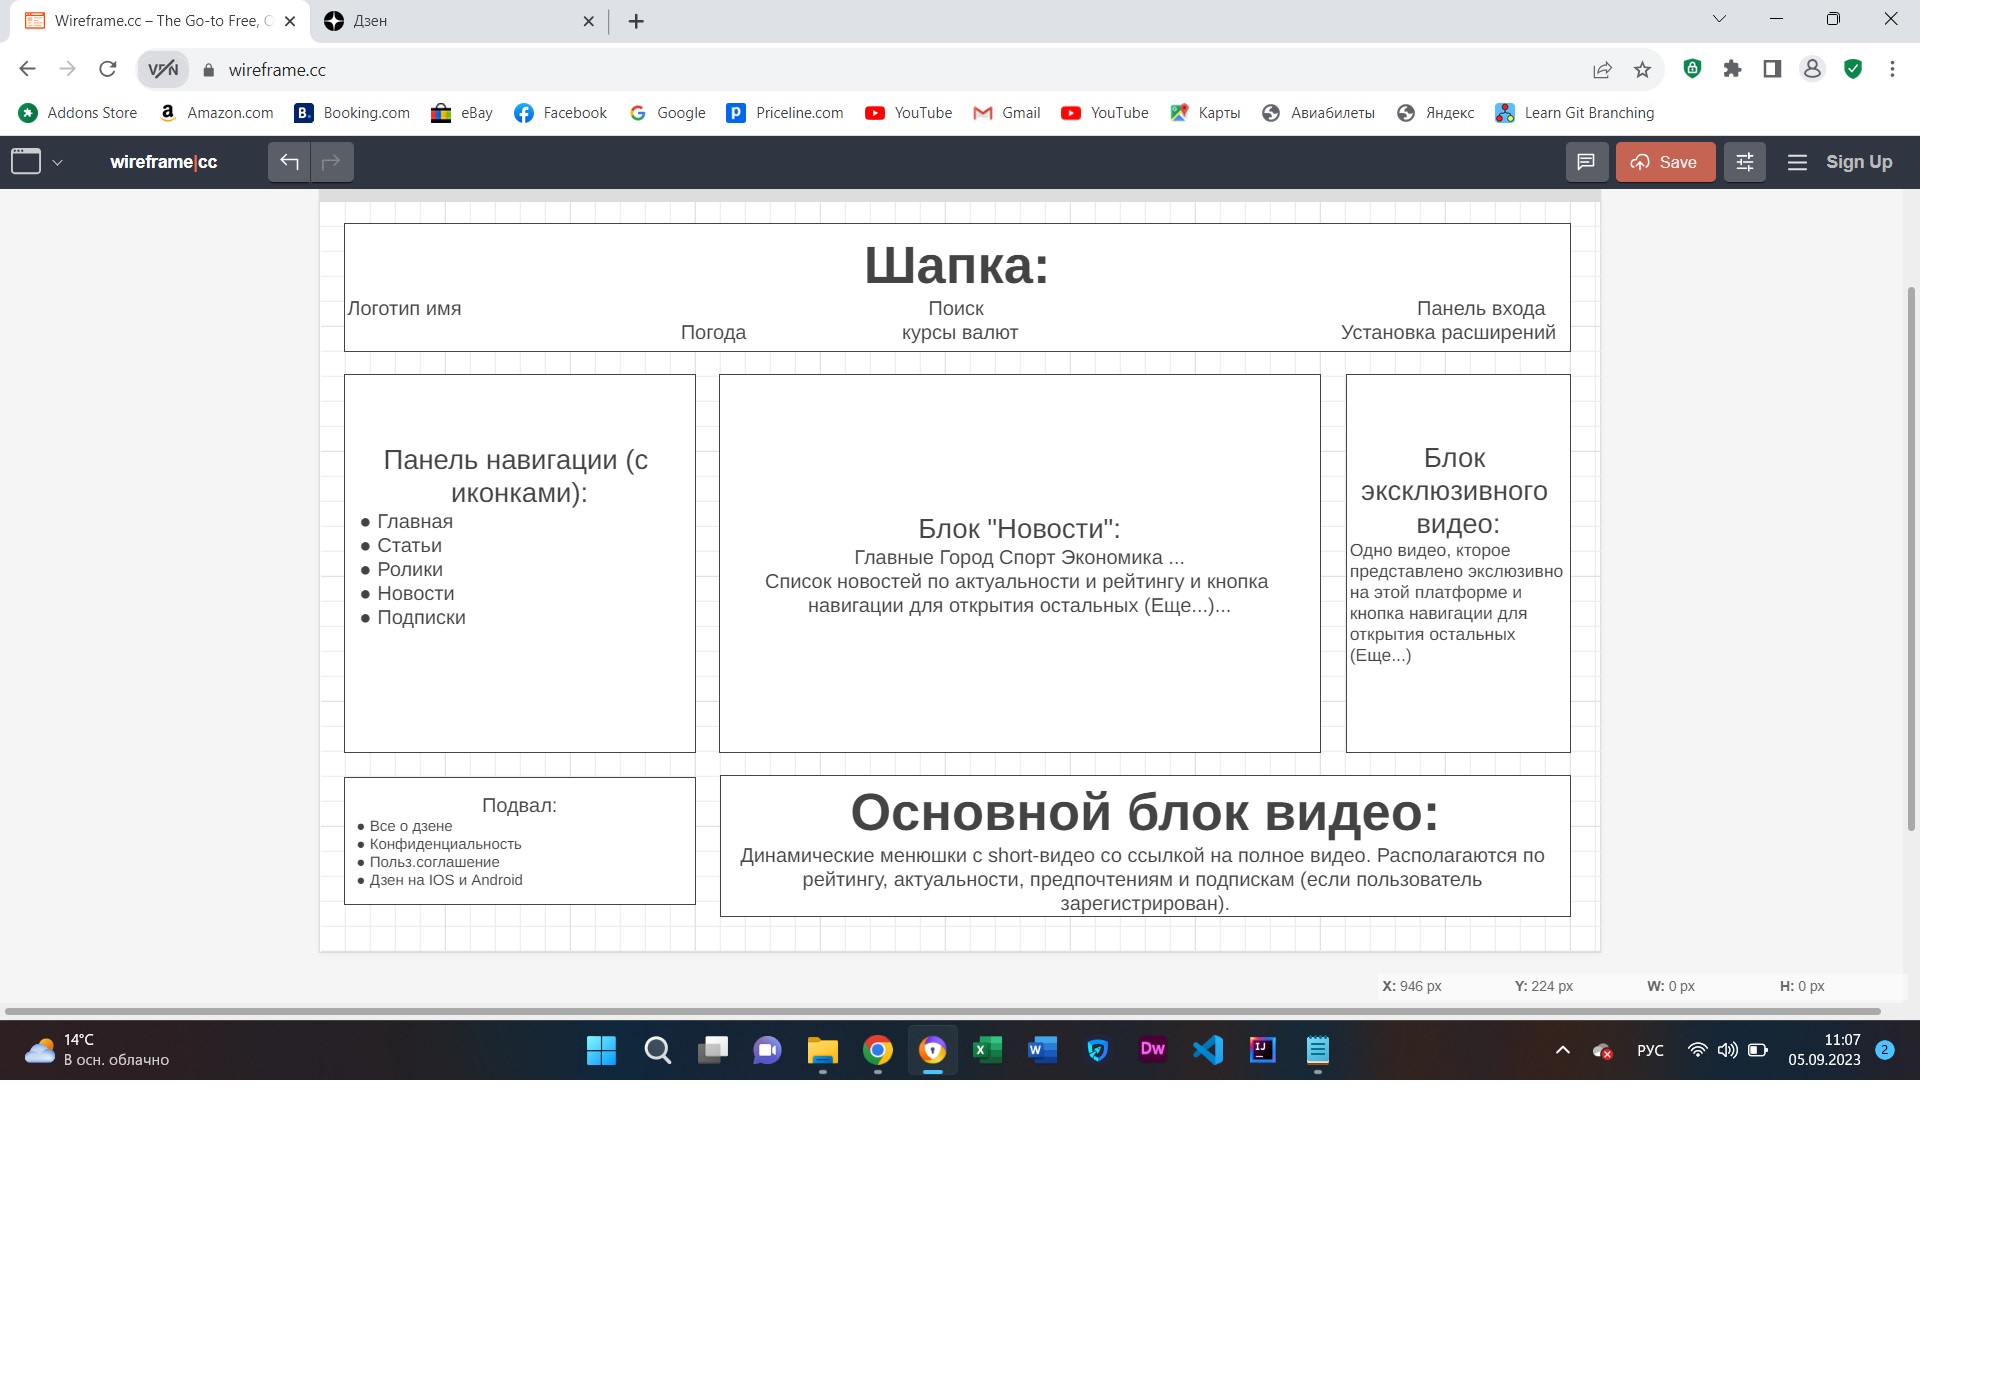 Wireframe.cc – The Go-to Free, O
Дзен
VPN
wireframe.cc
Addons Store
Amazon.com
Booking.com
eBay
Facebook
Google
Priceline.com
YouTube
Gmail
YouTube
Карты
Авиабилеты
Яндекс
Learn Git Branching
wireframe|cc
Save
Sign Up
Шапка:
Логотип имя
Поиск
Панель входа
Погода
курсы валют
Установка расширений
Панель навигации (с
иконками):
● Главная
● Статьи
● Ролики
● Новости
● Подписки
Блок "Новости":
Главные Город Спорт Экономика ...
Список новостей по актуальности и рейтингу и кнопка
навигации для открытия остальных (Еще...)...
Блок
эксклюзивного
видео:
Одно видео, кторое
представлено экслюзивно
на этой платформе и
кнопка навигации для
открытия остальных
(Еще...)
Подвал:
● Все о дзене
● Конфиденциальность
● Польз.соглашение
● Дзен на IOS и Android
Основной блок видео:
Динамические менюшки с short-видео со ссылкой на полное видео. Располагаются по
рейтингу, актуальности, предпочтениям и подпискам (если пользователь
зарегистрирован).
X: 946 px
Y: 224 px
W: 0 px
H: 0 px
14°C
В осн. облачно
Dw
IJ
РУС
11:07
05.09.2023
2